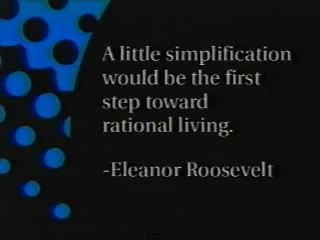 A little simplification
would be the first
step toward
rational living.
-Eleanor Roosevelt